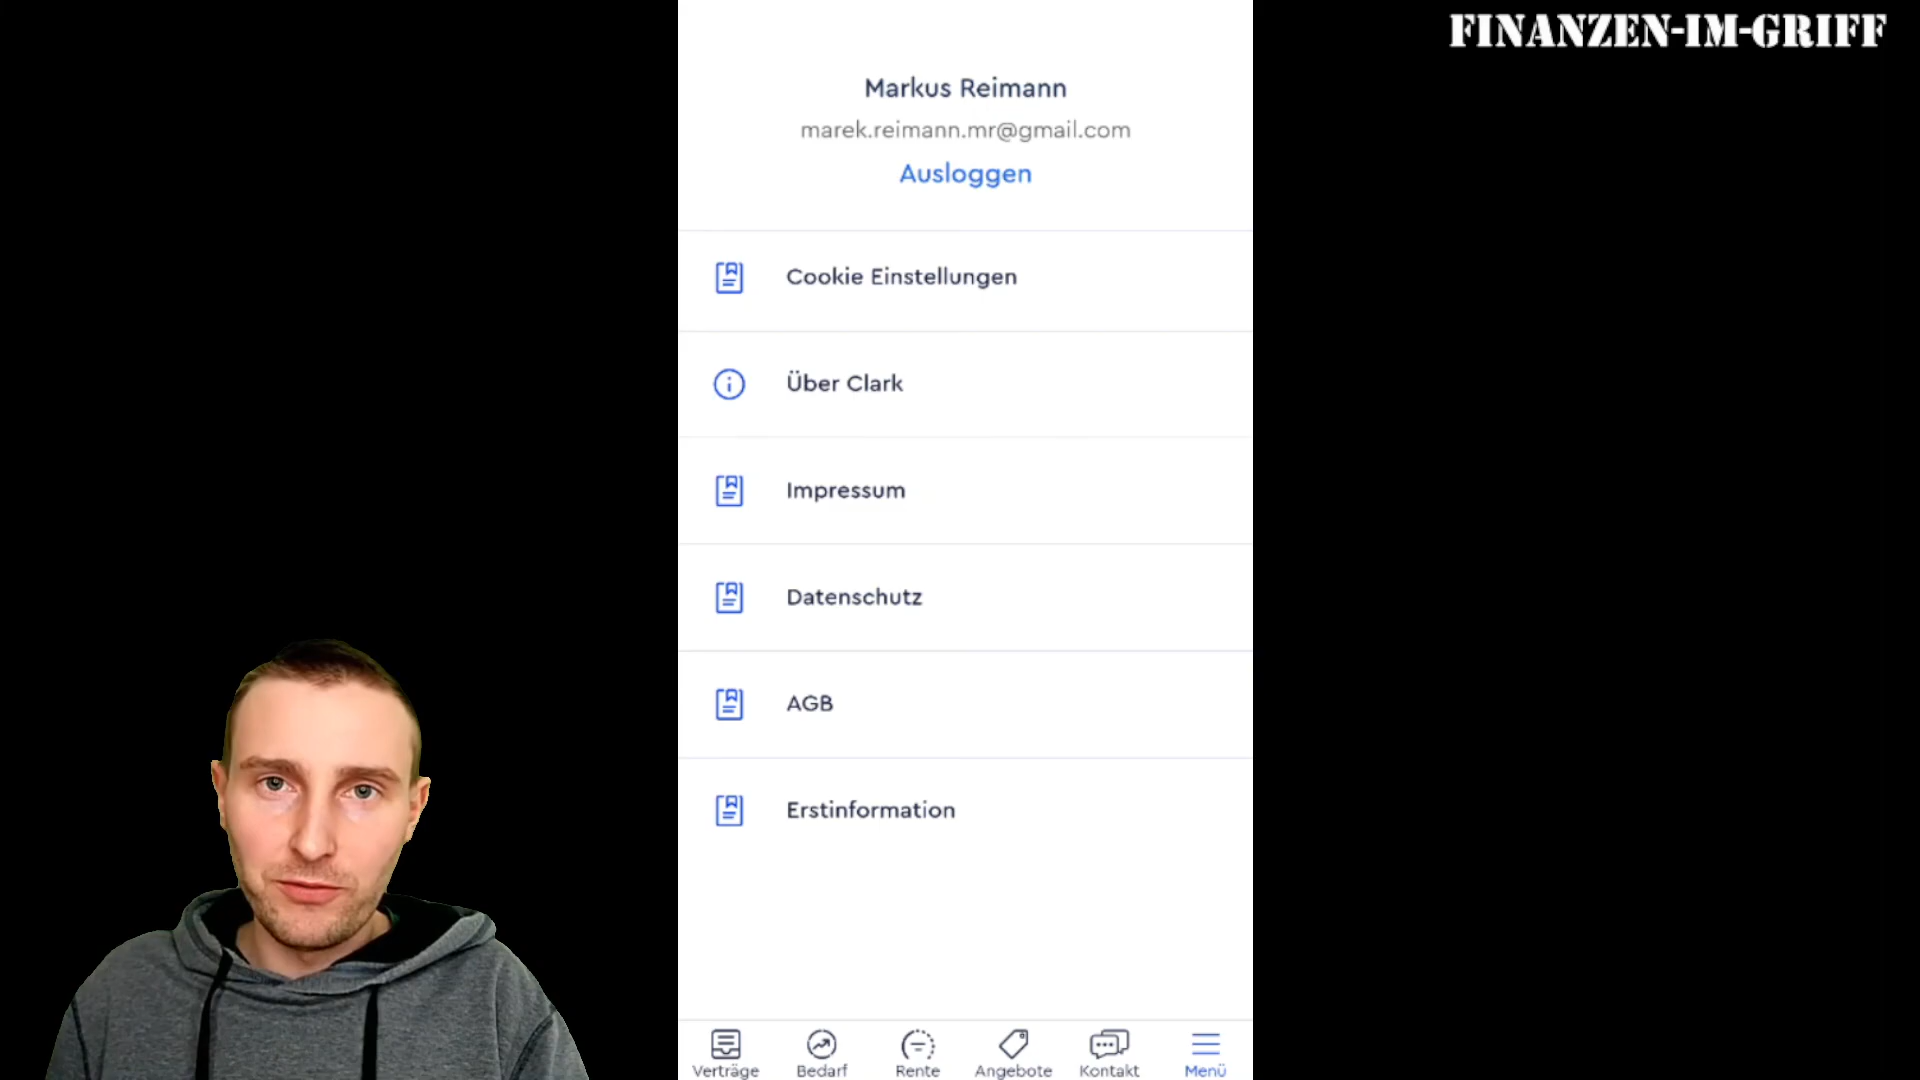 FINANZEN-IM-GRIFF
Markus Reimann
marek.reimann.mr@gmail.com
Ausloggen
Cookie Einstellungen
Über Clark
Impressum
Datenschutz
AGB
Erstinformation
Verträge
Bedarf
Rente
Angebote
Kontakt
Menü